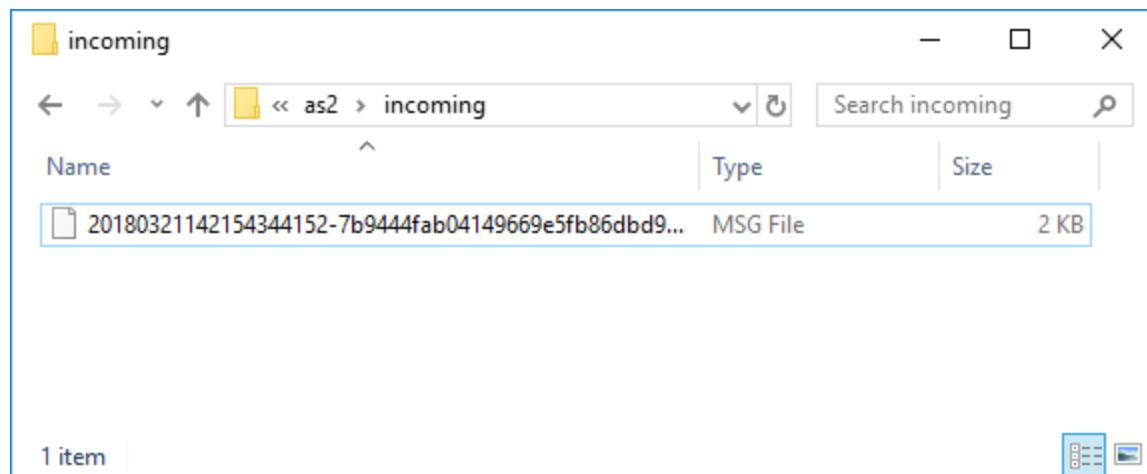 incoming
« as2 › incoming
Search incoming
Name Type Size
20180321142154344152-7b9444fab04149669e5fb86dbd9... MSG File 2 KB
1 item